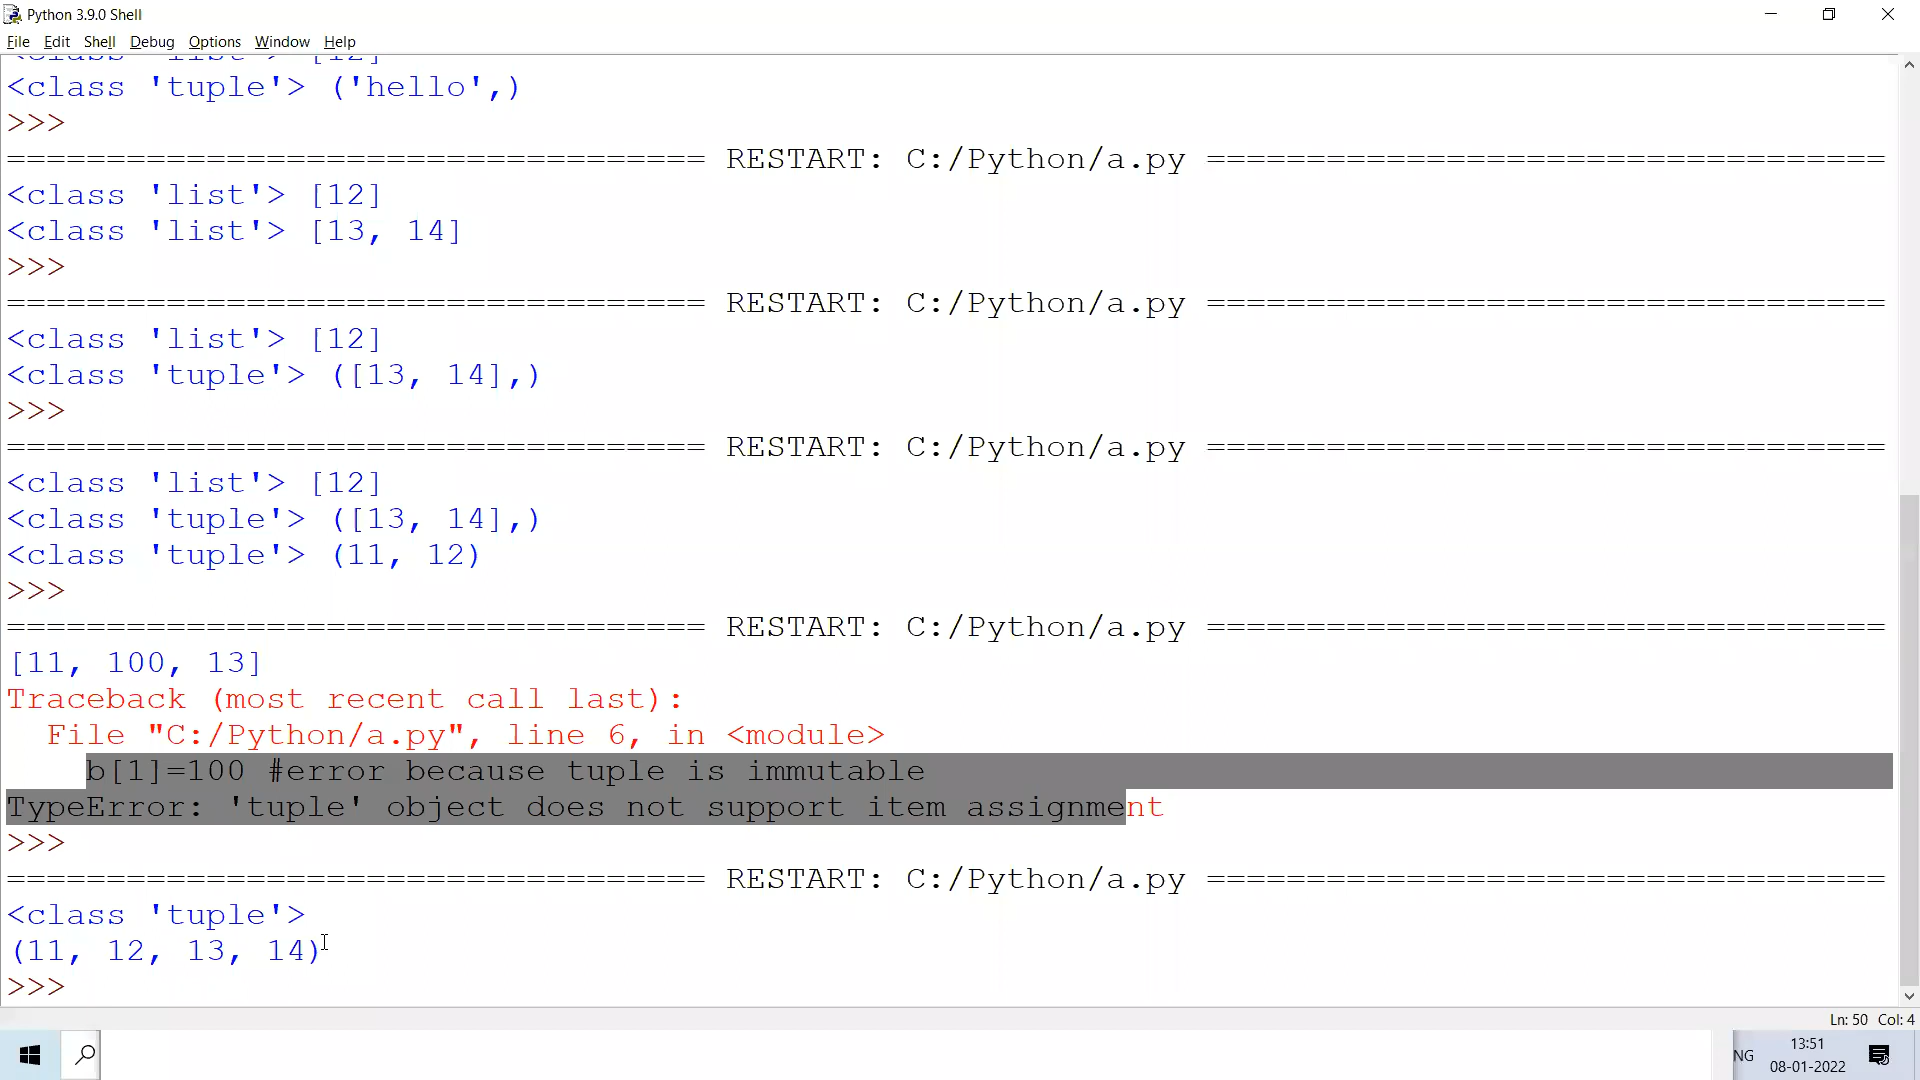 Python 3.9.0 Shell
File Edit Shell Debug Options Window Help
<class 'list'> [12]
<class 'tuple'> ('hello',)
>>>
=================================== RESTART: C:/Python/a.py ==================================
<class 'list'> [12]
<class 'list'> [13, 14]
>>>
=================================== RESTART: C:/Python/a.py ==================================
<class 'list'> [12]
<class 'tuple'> ([13, 14],)
>>>
=================================== RESTART: C:/Python/a.py ==================================
<class 'list'> [12]
<class 'tuple'> ([13, 14],)
<class 'tuple'> (11, 12)
>>>
=================================== RESTART: C:/Python/a.py ==================================
[11, 100, 13]
Traceback (most recent call last):
  File "C:/Python/a.py", line 6, in <module>
    b[1]=100 #error because tuple is immutable
TypeError: 'tuple' object does not support item assignment
>>>
=================================== RESTART: C:/Python/a.py ==================================
<class 'tuple'>
(11, 12, 13, 14)
>>>
Ln: 50 Col: 4
NG 13:51
08-01-2022